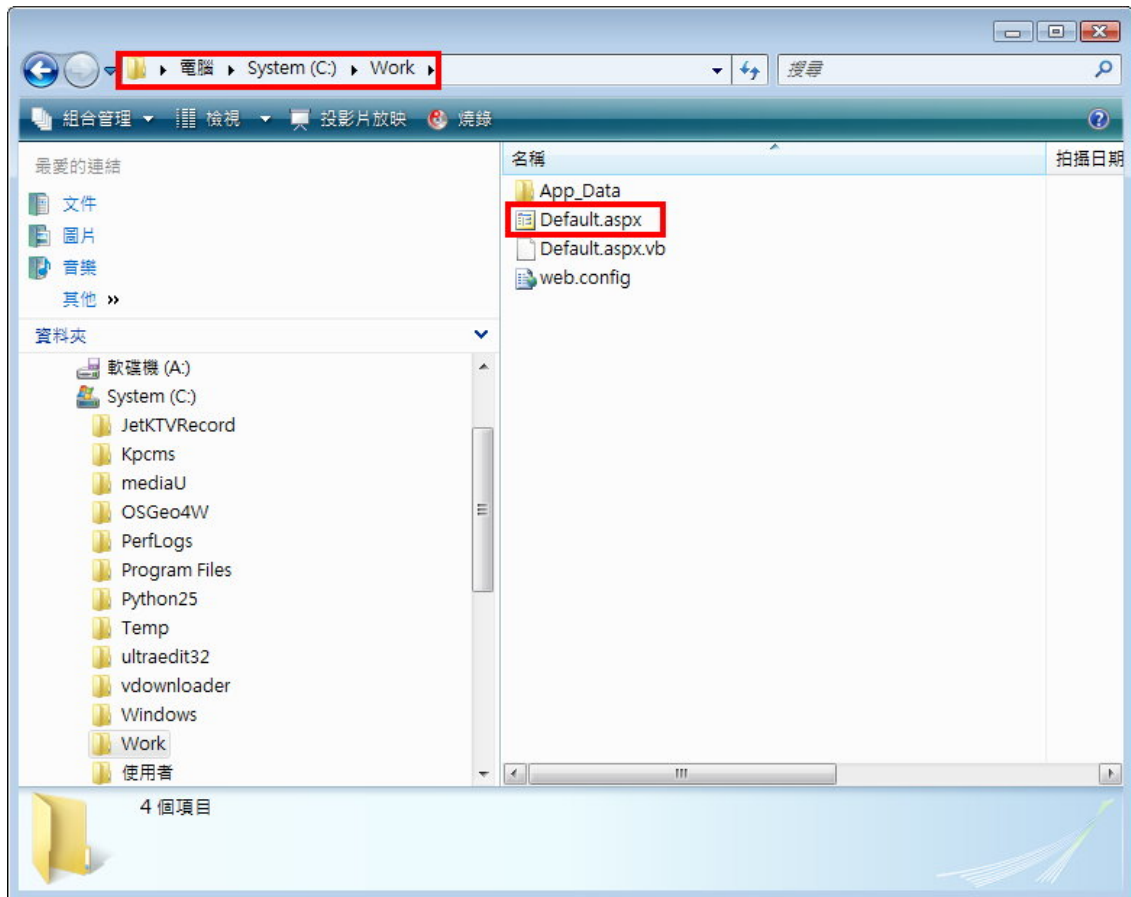 電腦 System (C:) Work
搜尋
組合管理 檢視 投影片放映 燒錄
最愛的連結
文件
圖片
音樂
其他 »
資料夾
軟碟機 (A:)
System (C:)
JetKTVRecord
Kpcms
mediaU
OSGeo4W
PerfLogs
Program Files
Python25
Temp
ultraedit32
vdownloader
Windows
Work
使用者
名稱 拍攝日期
App_Data
Default.aspx
Default.aspx.vb
web.config
4 個項目